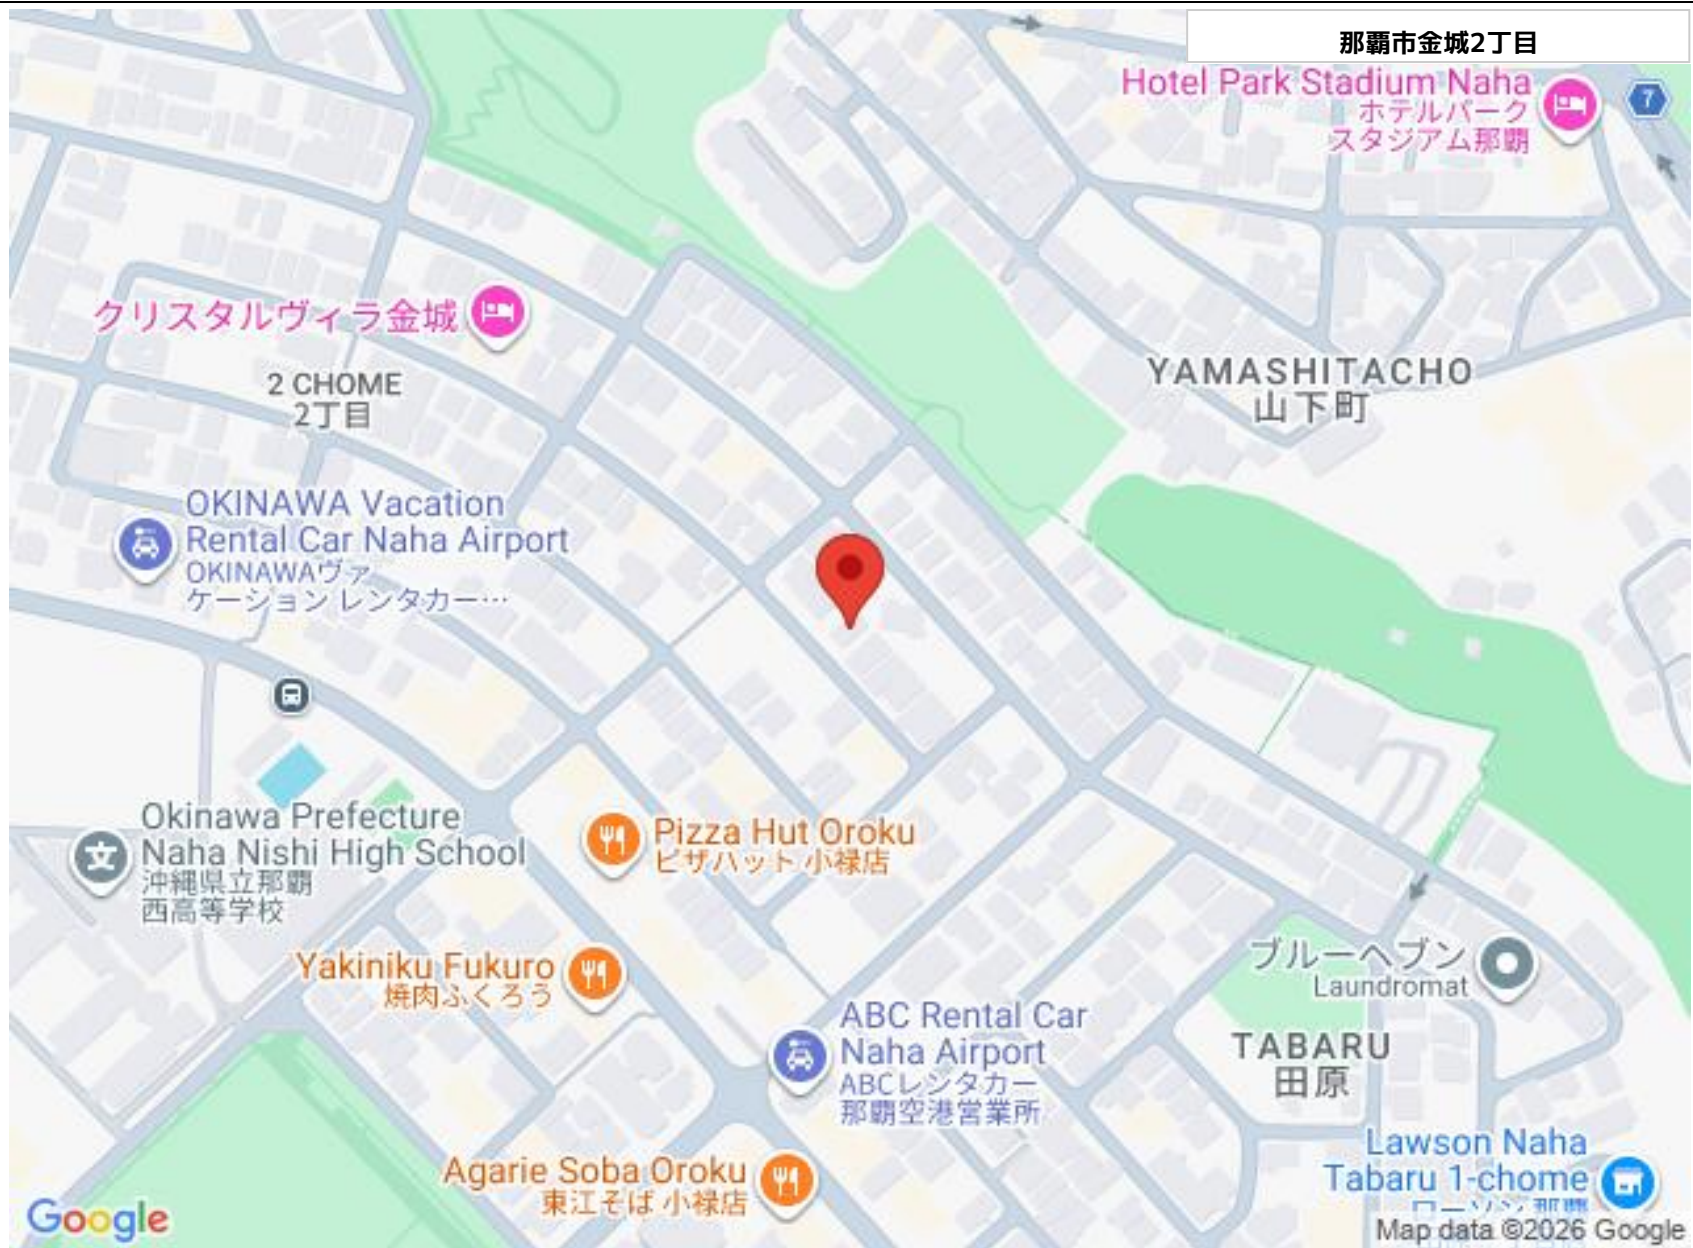 那覇市金城2丁目
Hotel Park Stadium Naha
ホテルパーク
スタジアム那覇
7
クリスタルヴィラ金城
2 CHOME
2丁目
YAMASHITACHO
山下町
OKINAWA Vacation
Rental Car Naha Airport
OKINAWAヴァ
ケーション レンタカー…
Okinawa Prefecture
Naha Nishi High School
沖縄県立那覇
西高等学校
Pizza Hut Oroku
ピザハット 小禄店
Yakiniku Fukuro
焼肉ふくろう
ブルーヘブン
Laundromat
ABC Rental Car
Naha Airport
ABCレンタカー
那覇空港営業所
TABARU
田原
Agarie Soba Oroku
東江そば 小禄店
Lawson Naha
Tabaru 1-chome
ローソン 那覇
Google
Map data ©2026 Google